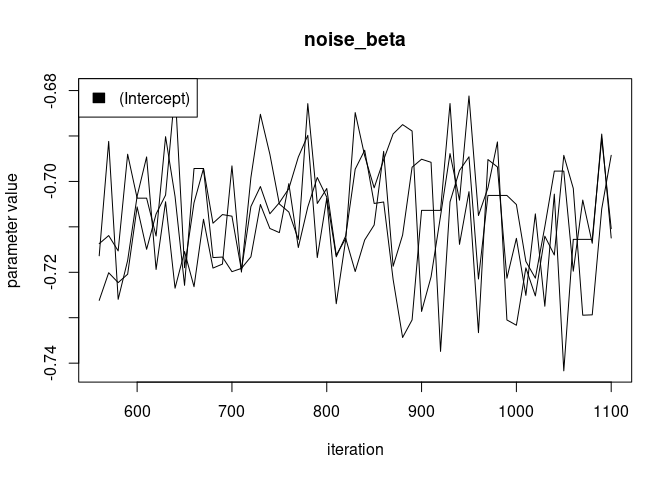 noise_beta
(Intercept)
-0.68
-0.70
-0.72
-0.74
parameter value
600 700 800 900 1000 1100
iteration